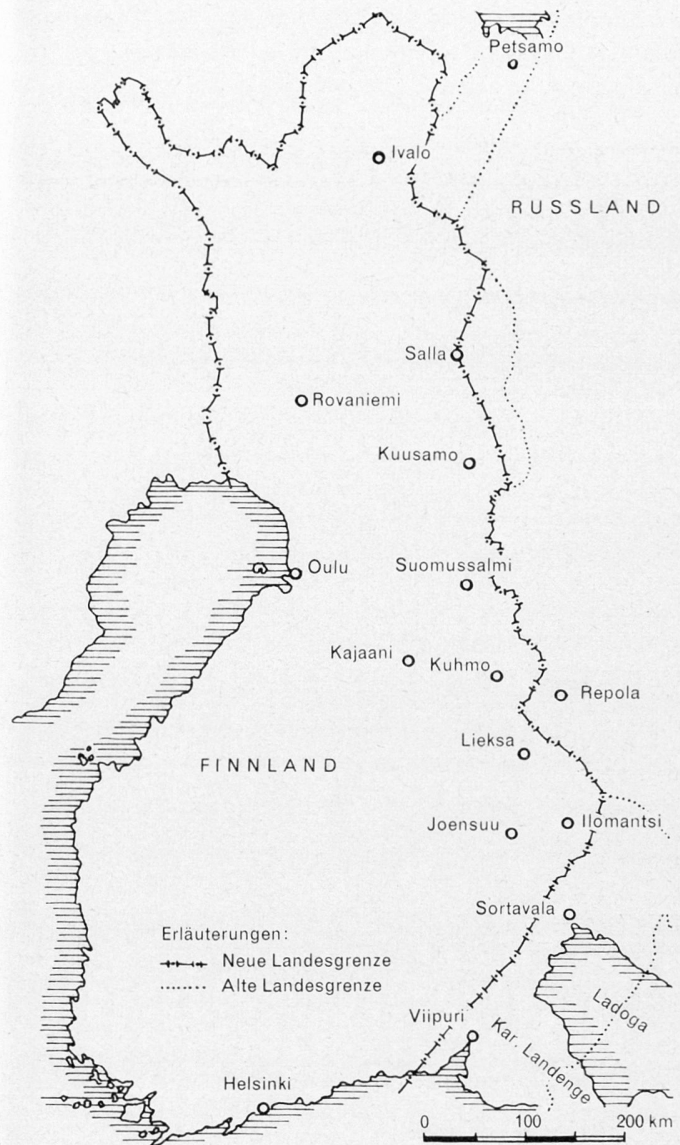 Petsamo
Ivalo
RUSSLAND
Salla
Rovaniemi
Kuusamo
Oulu
Suomussalmi
Kajaani
Kuhmo
Repola
Lieksa
FINNLAND
Joensuu
Ilomantsi
Sortavala
Erläuterungen:
Neue Landesgrenze
Alte Landesgrenze
Ladoga
Viipuri
Kar. Landenge
Helsinki
0 100 200 km